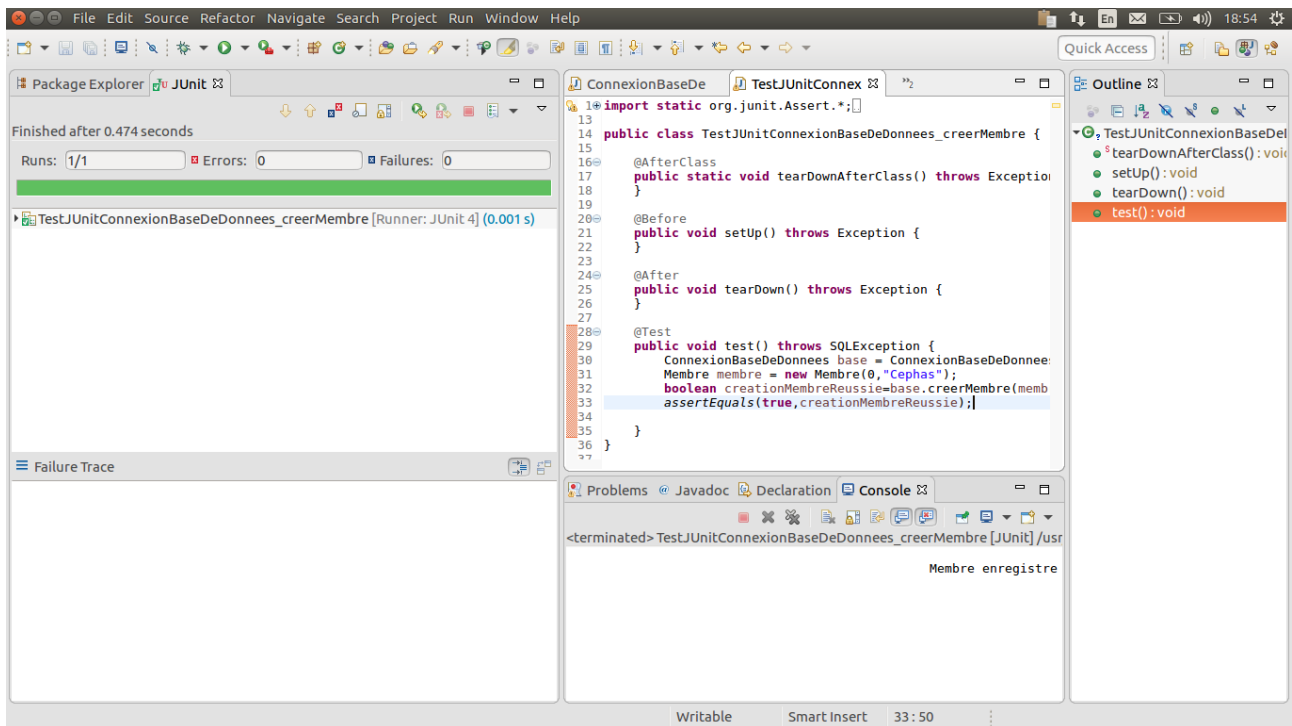 File Edit Source Refactor Navigate Search Project Run Window Help
En
18:54
Quick Access
Package Explorer JUnit
Finished after 0.474 seconds
Runs: 1/1 Errors: 0 Failures: 0
TestJUnitConnexionBaseDeDonnees_creerMembre [Runner: JUnit 4] (0.001 s)
Failure Trace
ConnexionBaseDe TestJUnitConnex »2
1 import static org.junit.Assert.*;
13
14 public class TestJUnitConnexionBaseDeDonnees_creerMembre {
15
16 @AfterClass
17 public static void tearDownAfterClass() throws Exception
18 }
19
20 @Before
21 public void setUp() throws Exception {
22 }
23
24 @After
25 public void tearDown() throws Exception {
26 }
27
28 @Test
29 public void test() throws SQLException {
30 ConnexionBaseDeDonnees base = ConnexionBaseDeDonnee
31 Membre membre = new Membre(0,"Cephas");
32 boolean creationMembreReussie=base.creerMembre(memb
33 assertEquals(true,creationMembreReussie);
34
35 }
36 }
37
Problems @ Javadoc Declaration Console
<terminated> TestJUnitConnexionBaseDeDonnees_creerMembre [JUnit] /usr
Membre enregistre
Outline
TestJUnitConnexionBaseDeI
S tearDownAfterClass() : void
setUp() : void
tearDown() : void
test() : void
Writable Smart Insert 33 : 50